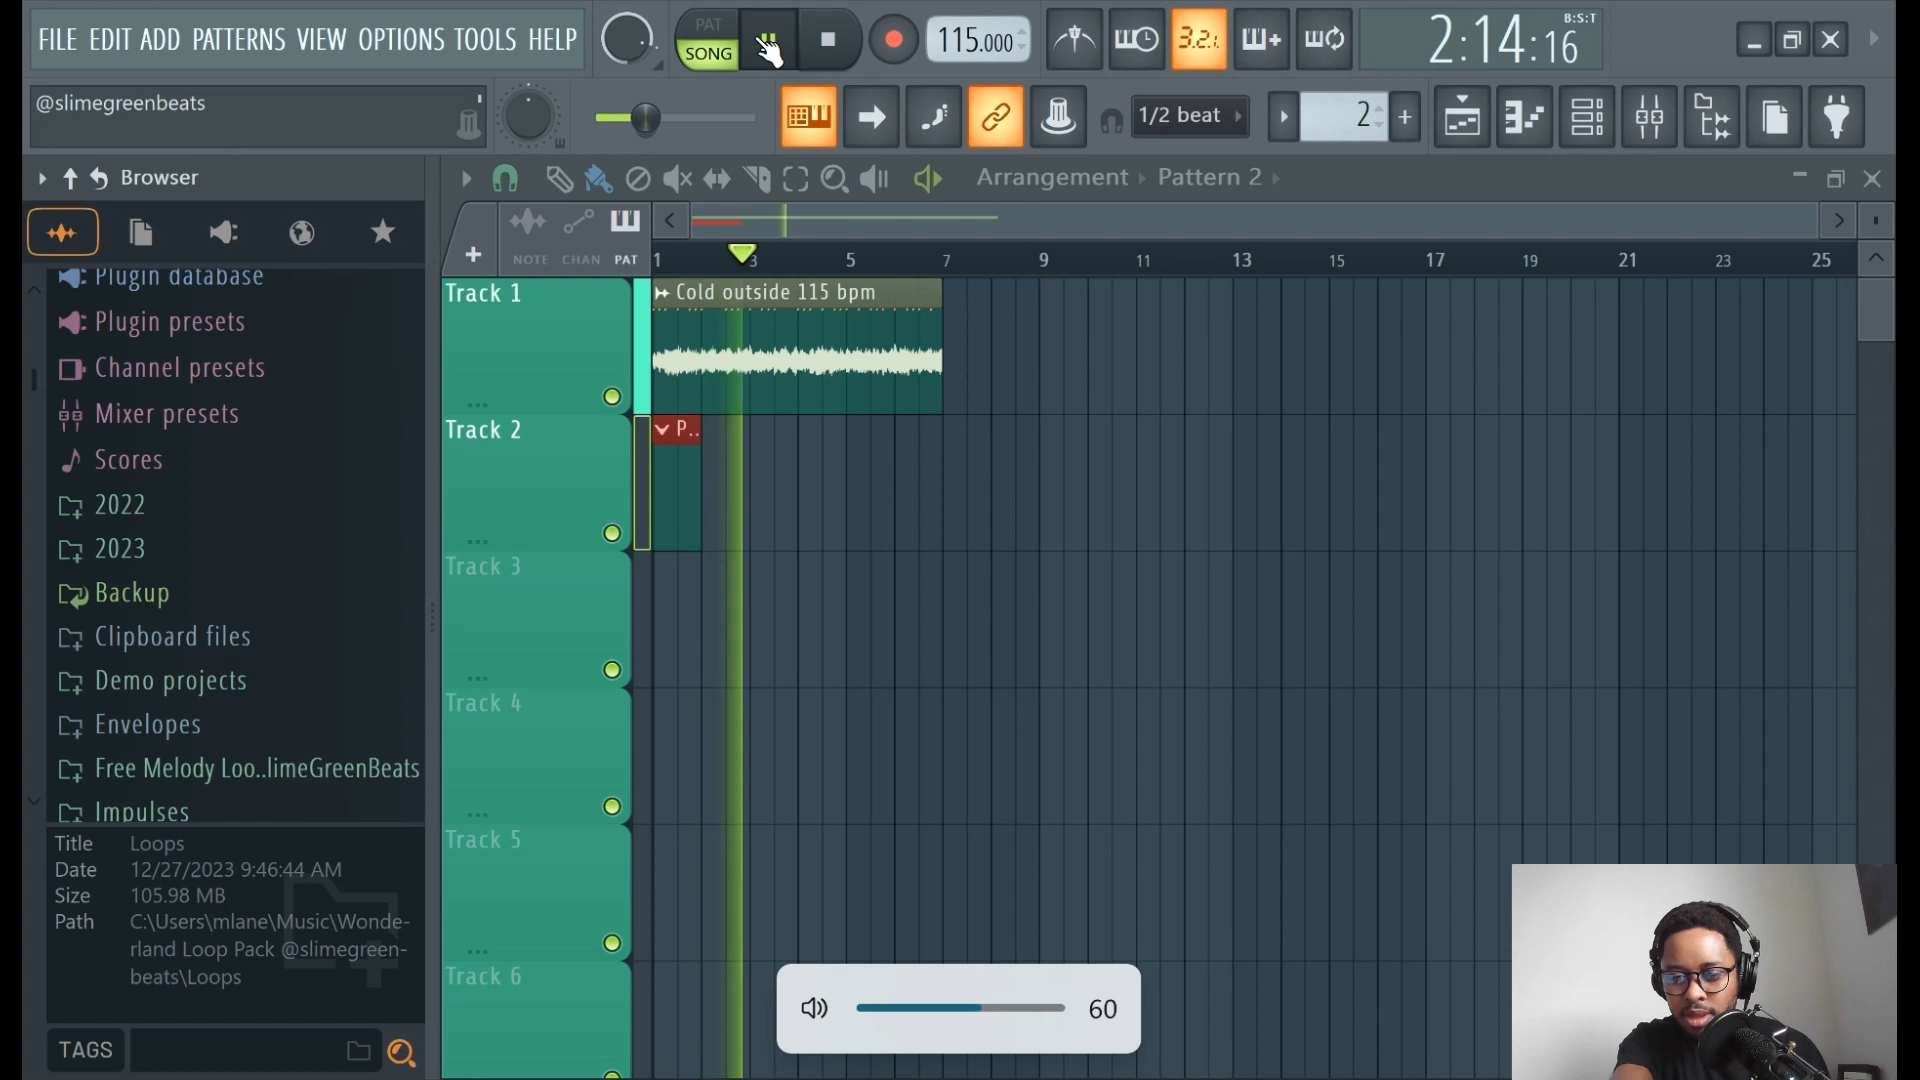 FILE EDIT ADD PATTERNS VIEW OPTIONS TOOLS HELP
PAT
SONG
115.000
3.2.1
2:14:16
B:S:T
@slimegreenbeats
1/2 beat
2
Browser
Arrangement
Pattern 2
NOTE CHAN PAT
1 3 5 7 9 11 13 15 17 19 21 23 25
Plugin database
Plugin presets
Channel presets
Mixer presets
Scores
2022
2023
Backup
Clipboard files
Demo projects
Envelopes
Free Melody Loo..limeGreenBeats
Impulses
Track 1
Cold outside 115 bpm
Track 2
P..
Track 3
Track 4
Track 5
Track 6
Title Loops
Date 12/27/2023 9:46:44 AM
Size 105.98 MB
Path C:\Users\mlane\Music\Wonde-
rland Loop Pack @slimegreen-
beats\Loops
TAGS
60